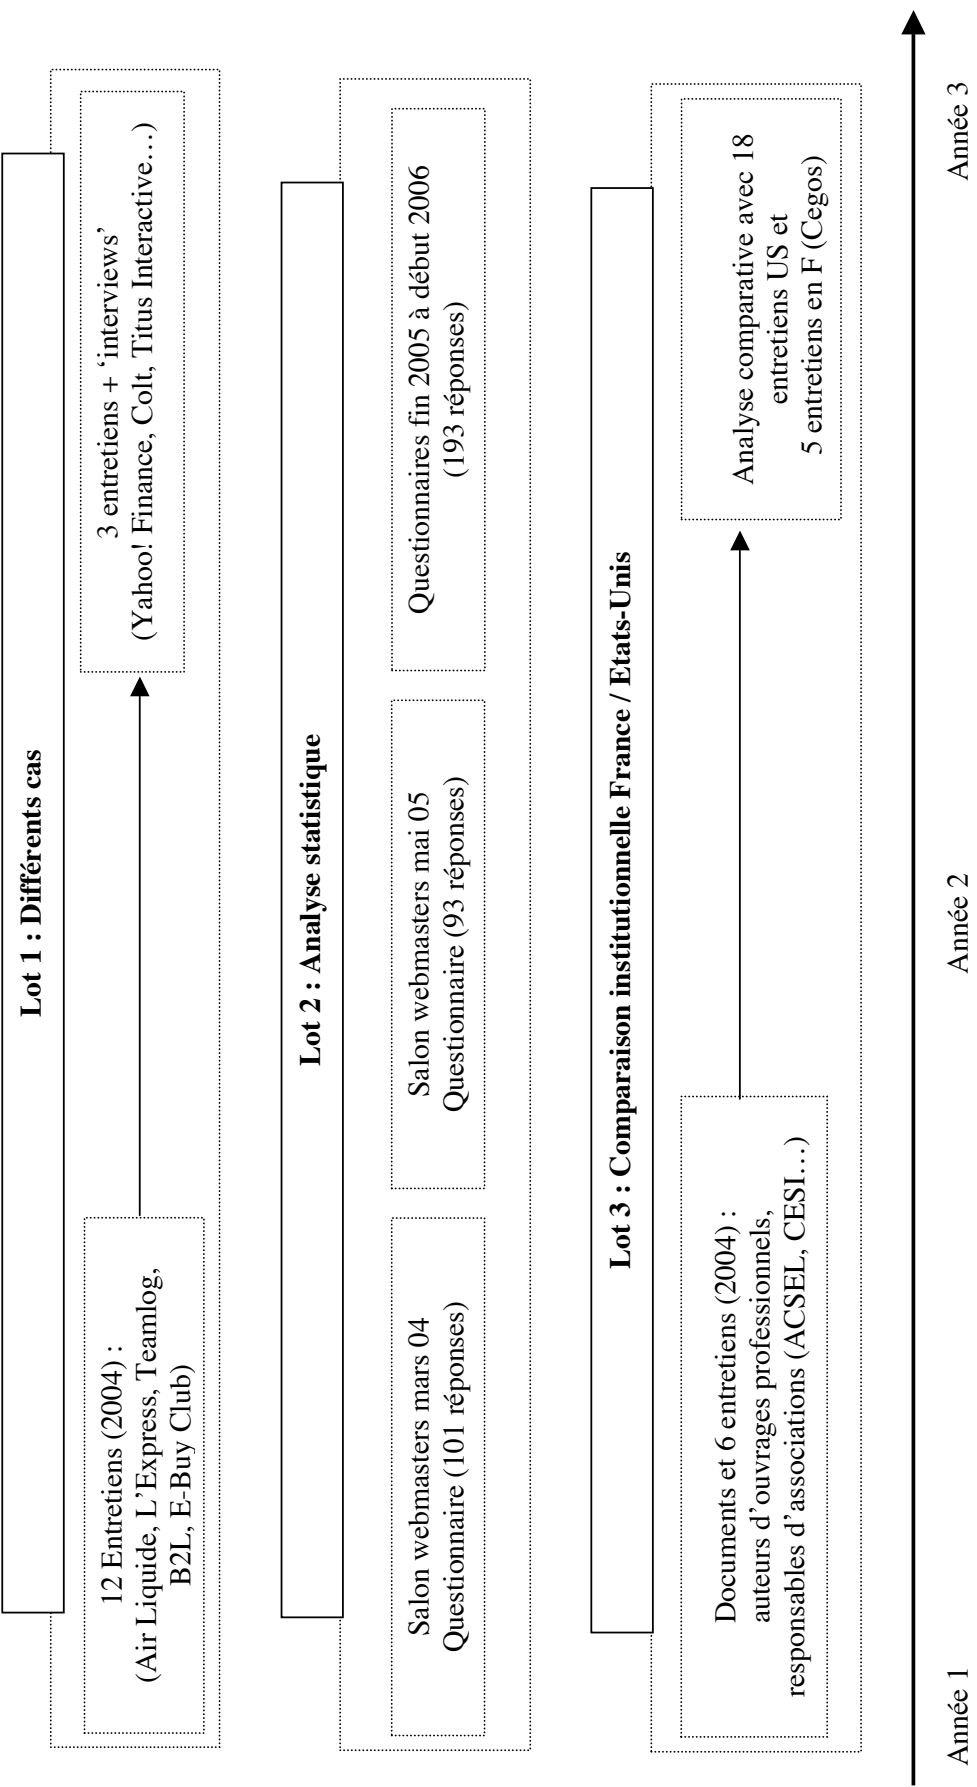 Lot 1 : Différents cas
12 Entretiens (2004) :
(Air Liquide, L’Express, Teamlog,
B2L, E-Buy Club)
3 entretiens + ‘interviews’
(Yahoo! Finance, Colt, Titus Interactive…)
Lot 2 : Analyse statistique
Salon webmasters mars 04
Questionnaire (101 réponses)
Salon webmasters mai 05
Questionnaire (93 réponses)
Questionnaires fin 2005 à début 2006
(193 réponses)
Lot 3 : Comparaison institutionnelle France / Etats-Unis
Documents et 6 entretiens (2004) :
auteurs d’ouvrages professionnels,
responsables d’associations (ACSEL, CESI…)
Analyse comparative avec 18
entretiens US et
5 entretiens en F (Cegos)
Année 1
Année 2
Année 3